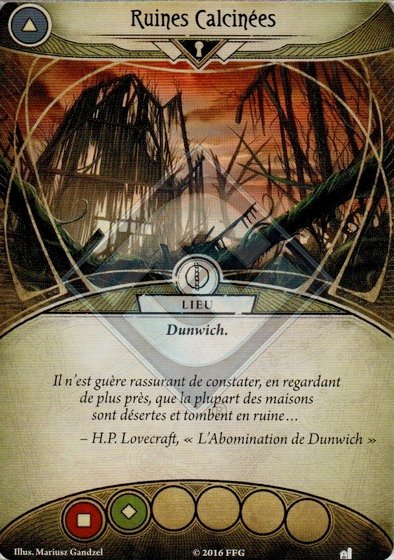 Ruines Calcinées
LIEU
Dunwich.
Il n'est guère rassurant de constater, en regardant
de plus près, que la plupart des maisons
sont désertes et tombent en ruine…
– H.P. Lovecraft, « L'Abomination de Dunwich »
Illus. Mariusz Gandzel
© 2016 FFG